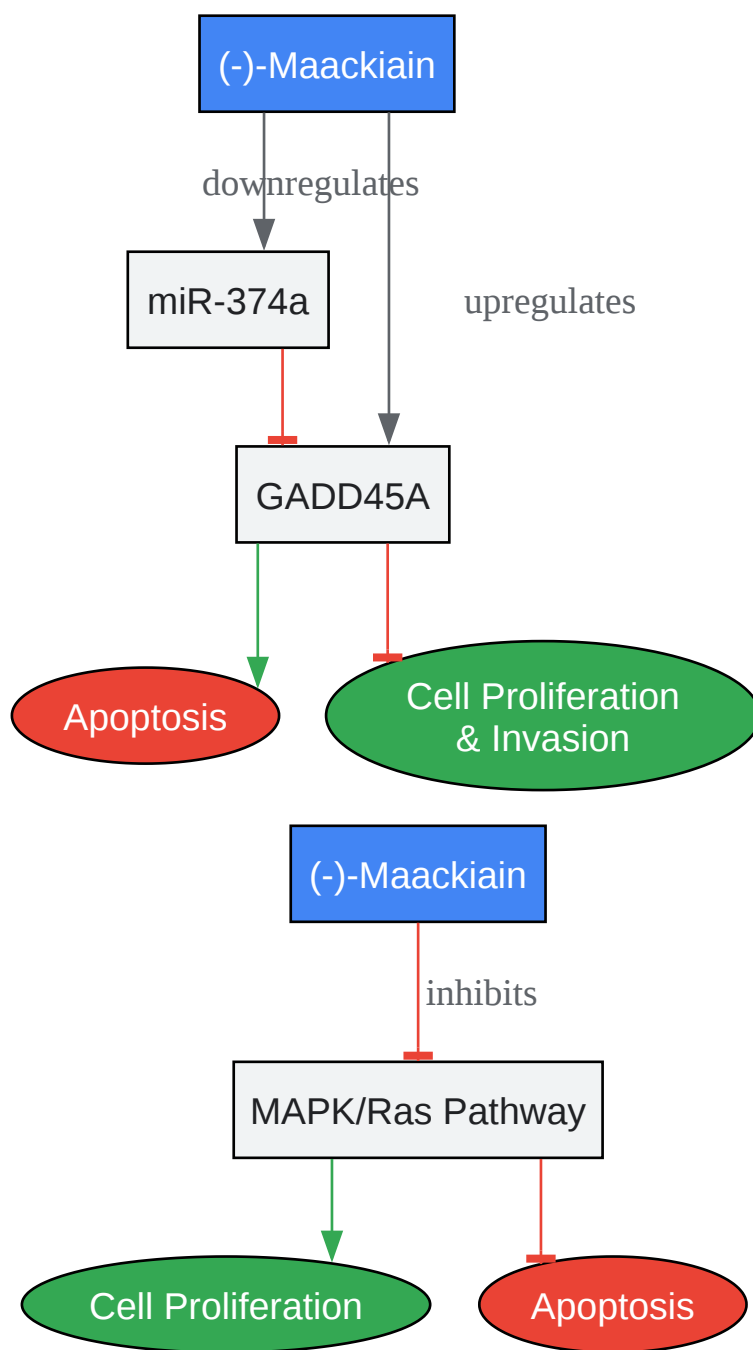 (-)-Maackiain
downregulates
miR-374a
upregulates
GADD45A
Apoptosis
Cell Proliferation
& Invasion
(-)-Maackiain
inhibits
MAPK/Ras Pathway
Cell Proliferation
Apoptosis